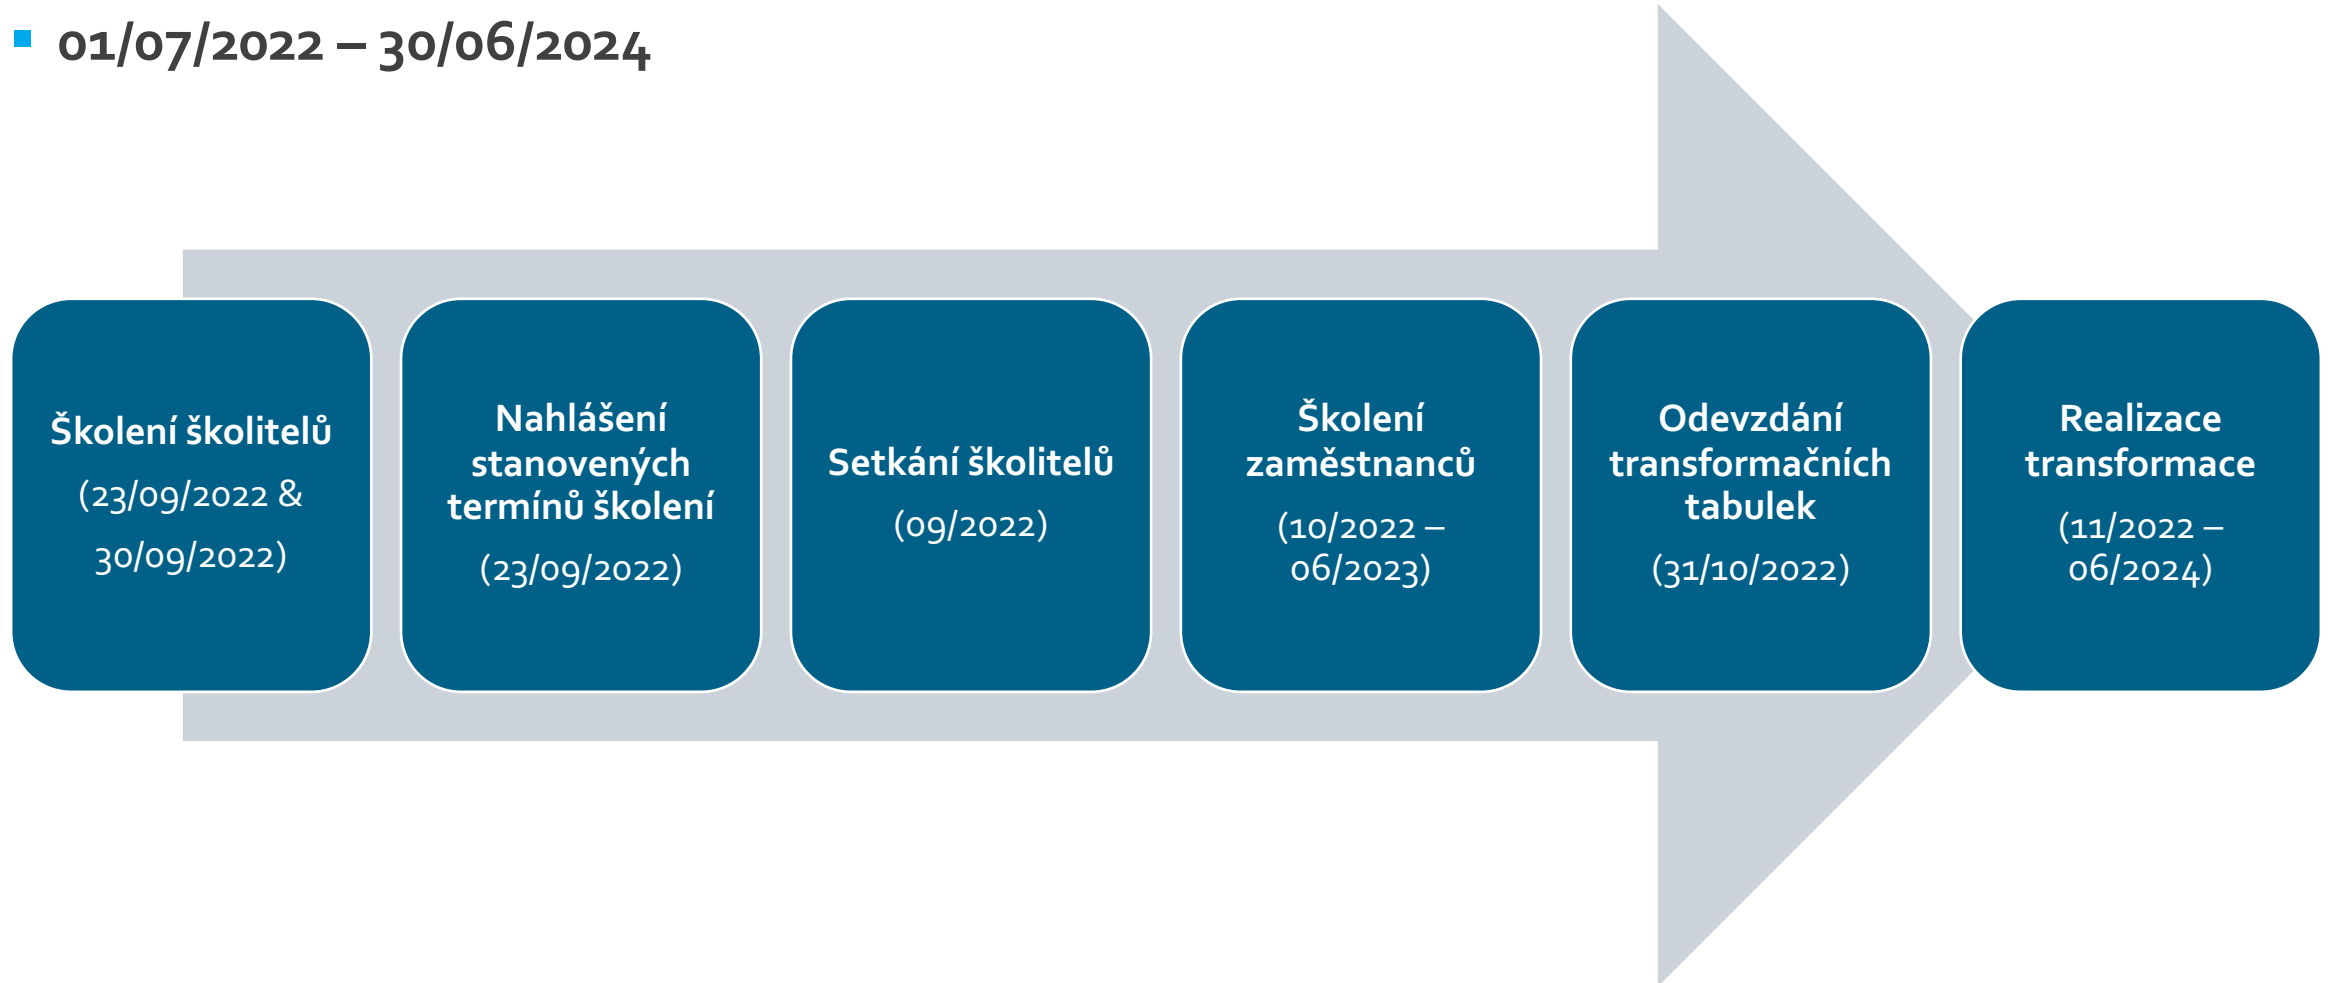 01/07/2022 – 30/06/2024
Školení školitelů
(23/09/2022 &
30/09/2022)
Nahlášení
stanovených
termínů školení
(23/09/2022)
Setkání školitelů
(09/2022)
Školení
zaměstnanců
(10/2022 –
06/2023)
Odevzdání
transformačních
tabulek
(31/10/2022)
Realizace
transformace
(11/2022 –
06/2024)